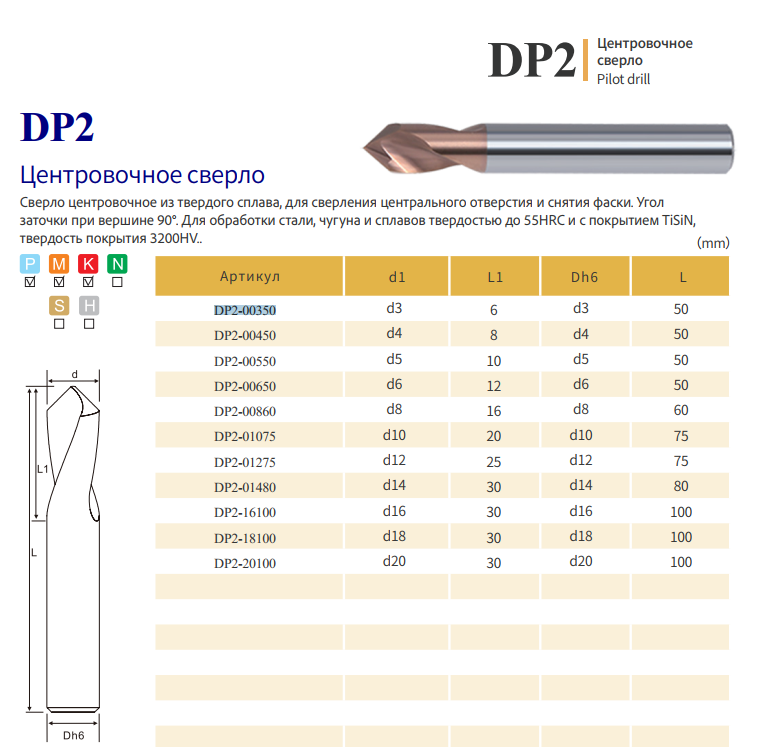 DP2
Центровочное
сверло
Pilot drill
DP2
Центровочное сверло
Сверло центровочное из твердого сплава, для сверления центрального отверстия и снятия фаски. Угол
заточки при вершине 90°. Для обработки стали, чугуна и сплавов твердостью до 55HRC и с покрытием TiSiN,
твердость покрытия 3200HV..
(mm)
P M K N
S H
Артикул d1 L1 Dh6 L
DP2-00350 d3 6 d3 50
DP2-00450 d4 8 d4 50
DP2-00550 d5 10 d5 50
DP2-00650 d6 12 d6 50
DP2-00860 d8 16 d8 60
DP2-01075 d10 20 d10 75
DP2-01275 d12 25 d12 75
DP2-01480 d14 30 d14 80
DP2-16100 d16 30 d16 100
DP2-18100 d18 30 d18 100
DP2-20100 d20 30 d20 100
d
L1
L
Dh6